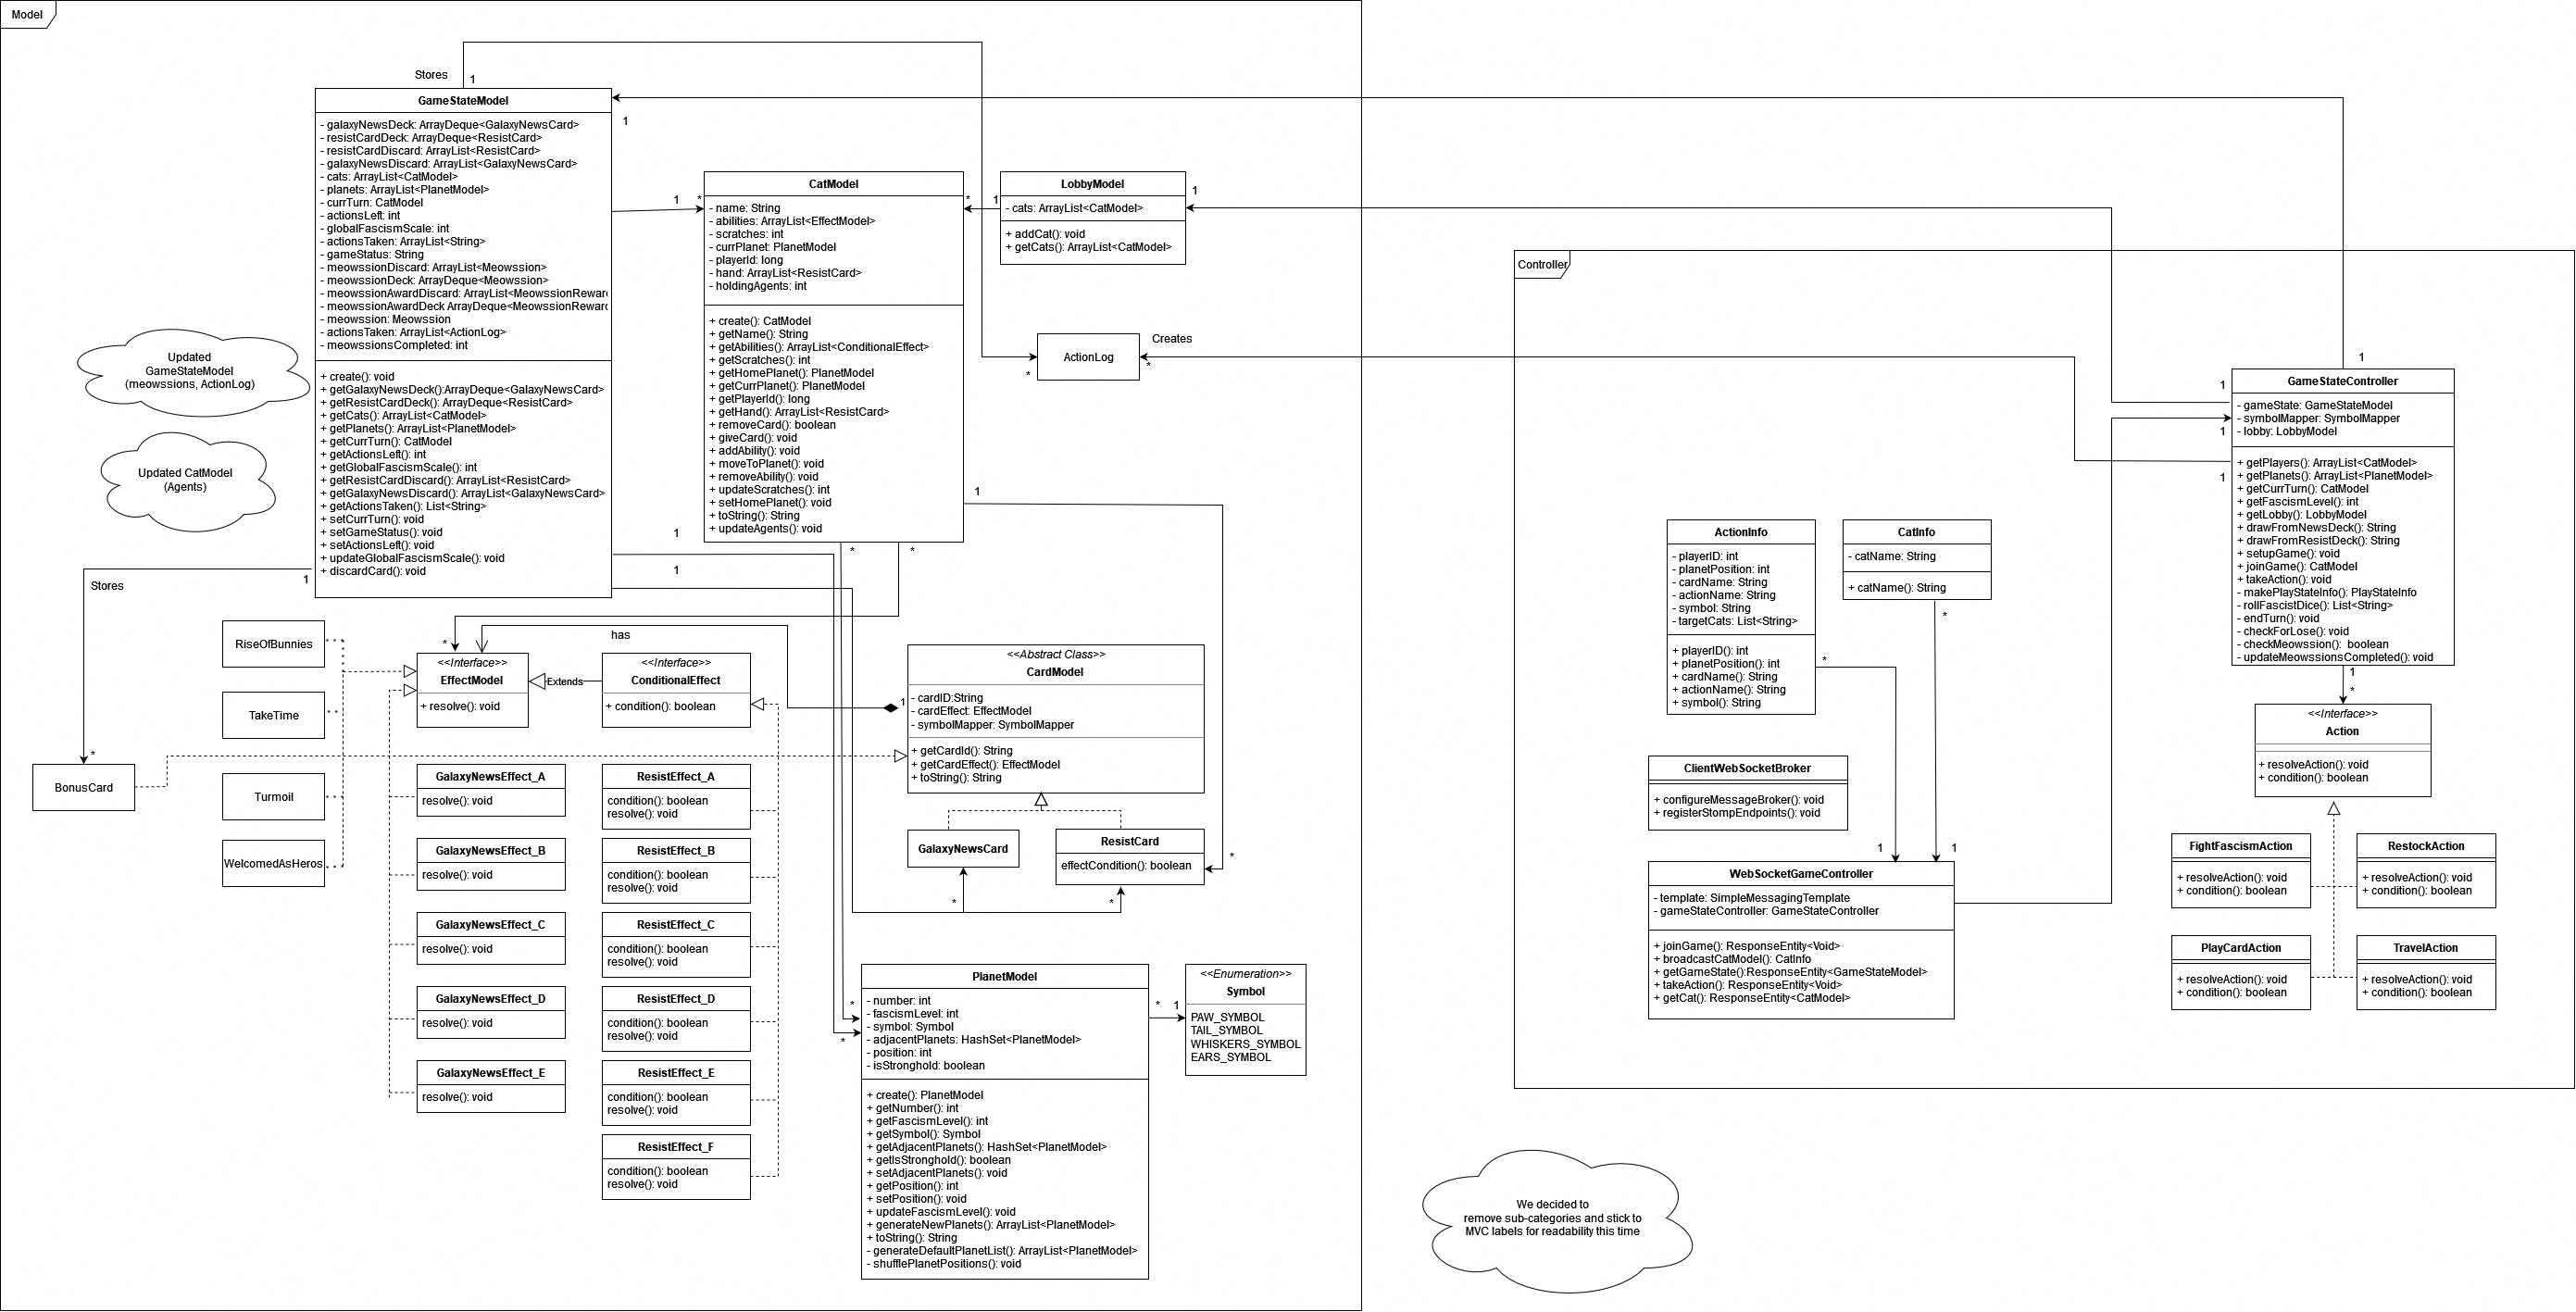 Model
Stores
1
GameStateModel
- galaxyNewsDeck: ArrayDeque<GalaxyNewsCard>
- resistCardDeck: ArrayDeque<ResistCard>
- resistCardDiscard: ArrayList<ResistCard>
- galaxyNewsDiscard: ArrayList<GalaxyNewsCard>
- cats: ArrayList<CatModel>
- planets: ArrayList<PlanetModel>
- currTurn: CatModel
- actionsLeft: int
- globalFascismScale: int
- actionsTaken: ArrayList<String>
- gameStatus: String
- meowssionDiscard: ArrayList<Meowssion>
- meowssionDeck: ArrayDeque<Meowssion>
- meowssionAwardDiscard: ArrayList<MeowssionRewar
- meowssionAwardDeck ArrayDeque<MeowssionReward
- meowssion: Meowssion
- actionsTaken: ArrayList<ActionLog>
- meowssionsCompleted: int
+ create(): void
+ getGalaxyNewsDeck():ArrayDeque<GalaxyNewsCard>
+ getResistCardDeck(): ArrayDeque<ResistCard>
+ getCats(): ArrayList<CatModel>
+ getPlanets(): ArrayList<PlanetModel>
+ getCurrTurn(): CatModel
+ getActionsLeft(): int
+ getGlobalFascismScale(): int
+ getResistCardDiscard(): ArrayList<ResistCard>
+ getGalaxyNewsDiscard(): ArrayList<GalaxyNewsCard>
+ getActionsTaken(): List<String>
+ setCurrTurn(): void
+ setGameStatus(): void
+ setActionsLeft(): void
+ updateGlobalFascismScale(): void
+ discardCard(): void
Updated
GameStateModel
(meowssions, ActionLog)
Updated CatModel
(Agents)
1
1
*
1
1
1
Stores
*
CatModel
- name: String
- abilities: ArrayList<EffectModel>
- scratches: int
- currPlanet: PlanetModel
- playerId: long
- hand: ArrayList<ResistCard>
- holdingAgents: int
+ create(): CatModel
+ getName(): String
+ getAbilities(): ArrayList<ConditionalEffect>
+ getScratches(): int
+ getHomePlanet(): PlanetModel
+ getCurrPlanet(): PlanetModel
+ getPlayerId(): long
+ getHand(): ArrayList<ResistCard>
+ removeCard(): boolean
+ giveCard(): void
+ addAbility(): void
+ moveToPlanet(): void
+ removeAbility(): void
+ updateScratches(): int
+ setHomePlanet(): void
+ toString(): String
+ updateAgents(): void
*
1
1
LobbyModel
- cats: ArrayList<CatModel>
+ addCat(): void
+ getCats(): ArrayList<CatModel>
ActionLog
*
Creates
*
1
*
*
RiseOfBunnies
TakeTime
Turmoil
WelcomedAsHeros
BonusCard
*
has
<<Interface>>
EffectModel
+ resolve(): void
Extends
<<Interface>>
ConditionalEffect
+ condition(): boolean
1
<<Abstract Class>>
CardModel
- cardID:String
- cardEffect: EffectModel
- symbolMapper: SymbolMapper
+ getCardId(): String
+ getCardEffect(): EffectModel
+ toString(): String
GalaxyNewsCard
ResistCard
effectCondition(): boolean
*
*
*
GalaxyNewsEffect_A
resolve(): void
GalaxyNewsEffect_B
resolve(): void
GalaxyNewsEffect_C
resolve(): void
GalaxyNewsEffect_D
resolve(): void
GalaxyNewsEffect_E
resolve(): void
ResistEffect_A
condition(): boolean
resolve(): void
ResistEffect_B
condition(): boolean
resolve(): void
ResistEffect_C
condition(): boolean
resolve(): void
ResistEffect_D
condition(): boolean
resolve(): void
ResistEffect_E
condition(): boolean
resolve(): void
ResistEffect_F
condition(): boolean
resolve(): void
*
*
PlanetModel
- number: int
- fascismLevel: int
- symbol: Symbol
- adjacentPlanets: HashSet<PlanetModel>
- position: int
- isStronghold: boolean
+ create(): PlanetModel
+ getNumber(): int
+ getFascismLevel(): int
+ getSymbol(): Symbol
+ getAdjacentPlanets(): HashSet<PlanetModel>
+ getIsStronghold(): boolean
+ setAdjacentPlanets(): void
+ getPosition(): int
+ setPosition(): void
+ updateFascismLevel(): void
+ generateNewPlanets(): ArrayList<PlanetModel>
+ toString(): String
- generateDefaultPlanetList(): ArrayList<PlanetModel>
- shufflePlanetPositions(): void
*
1
<<Enumeration>>
Symbol
PAW_SYMBOL
TAIL_SYMBOL
WHISKERS_SYMBOL
EARS_SYMBOL
Controller
1
1
1
1
GameStateController
- gameState: GameStateModel
- symbolMapper: SymbolMapper
- lobby: LobbyModel
+ getPlayers(): ArrayList<CatModel>
+ getPlanets(): ArrayList<PlanetModel>
+ getCurrTurn(): CatModel
+ getFascismLevel(): int
+ getLobby(): LobbyModel
+ drawFromNewsDeck(): String
+ drawFromResistDeck(): String
+ setupGame(): void
+ joinGame(): CatModel
+ takeAction(): void
- makePlayStateInfo(): PlayStateInfo
- rollFascistDice(): List<String>
- endTurn(): void
- checkForLose(): void
- checkMeowssion(): boolean
- updateMeowssionsCompleted(): void
1
*
<<Interface>>
Action
+ resolveAction(): void
+ condition(): boolean
FightFascismAction
+ resolveAction(): void
+ condition(): boolean
RestockAction
+ resolveAction(): void
+ condition(): boolean
PlayCardAction
+ resolveAction(): void
+ condition(): boolean
TravelAction
+ resolveAction(): void
+ condition(): boolean
ActionInfo
- playerID: int
- planetPosition: int
- cardName: String
- actionName: String
- symbol: String
- targetCats: List<String>
+ playerID(): int
+ planetPosition(): int
+ cardName(): String
+ actionName(): String
+ symbol(): String
*
CatInfo
- catName: String
+ catName(): String
*
ClientWebSocketBroker
+ configureMessageBroker(): void
+ registerStompEndpoints(): void
1
1
WebSocketGameController
- template: SimpleMessagingTemplate
- gameStateController: GameStateController
+ joinGame(): ResponseEntity<Void>
+ broadcastCatModel(): CatInfo
+ getGameState():ResponseEntity<GameStateModel>
+ takeAction(): ResponseEntity<Void>
+ getCat(): ResponseEntity<CatModel>
We decided to
remove sub-categories and stick to
MVC labels for readability this time